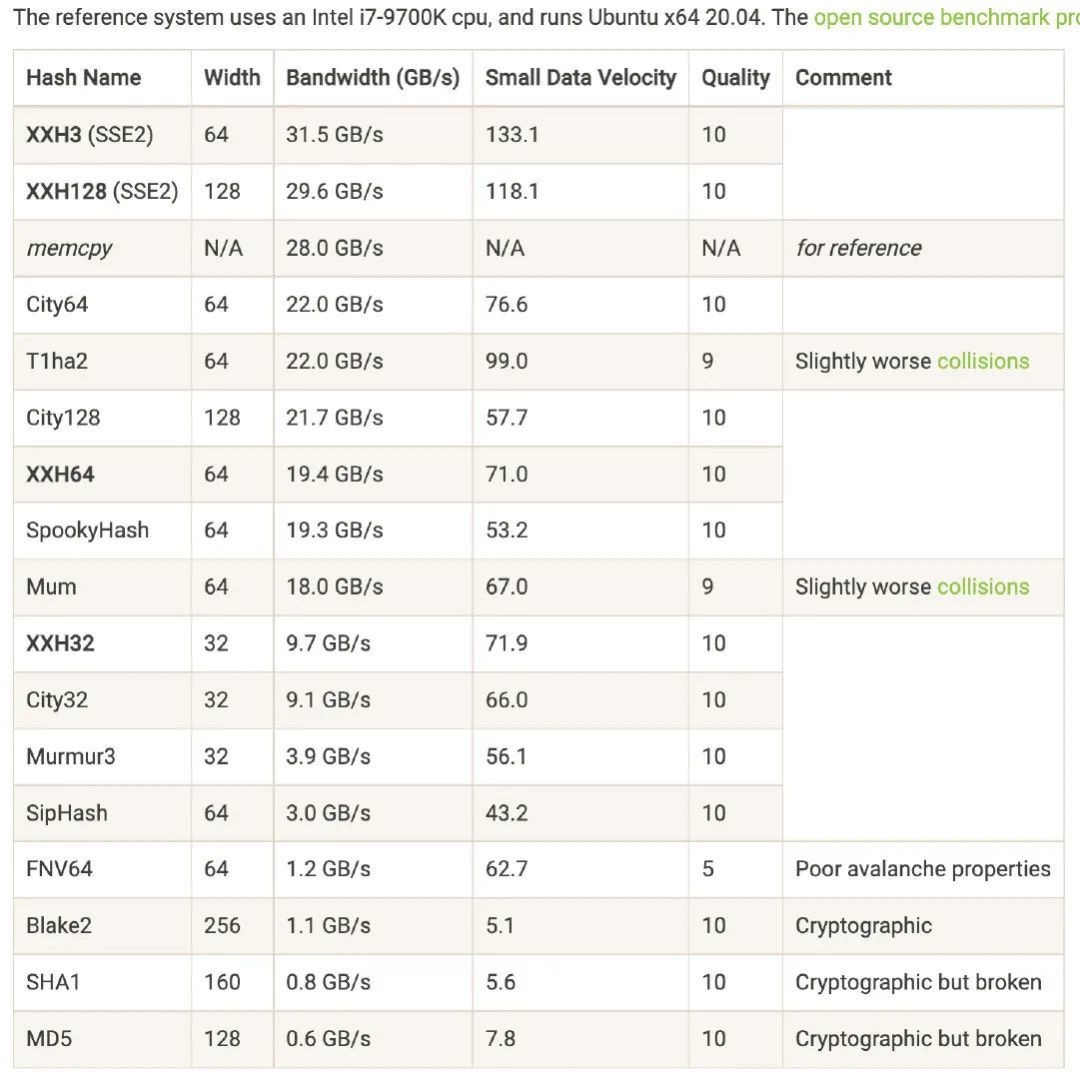 The reference system uses an Intel i7-9700K cpu, and runs Ubuntu x64 20.04. The open source benchmark pro
Hash Name Width Bandwidth (GB/s) Small Data Velocity Quality Comment
XXH3 (SSE2) 64 31.5 GB/s 133.1 10
XXH128 (SSE2) 128 29.6 GB/s 118.1 10
memcpy N/A 28.0 GB/s N/A N/A for reference
City64 64 22.0 GB/s 76.6 10
T1ha2 64 22.0 GB/s 99.0 9 Slightly worse collisions
City128 128 21.7 GB/s 57.7 10
XXH64 64 19.4 GB/s 71.0 10
SpookyHash 64 19.3 GB/s 53.2 10
Mum 64 18.0 GB/s 67.0 9 Slightly worse collisions
XXH32 32 9.7 GB/s 71.9 10
City32 32 9.1 GB/s 66.0 10
Murmur3 32 3.9 GB/s 56.1 10
SipHash 64 3.0 GB/s 43.2 10
FNV64 64 1.2 GB/s 62.7 5 Poor avalanche properties
Blake2 256 1.1 GB/s 5.1 10 Cryptographic
SHA1 160 0.8 GB/s 5.6 10 Cryptographic but broken
MD5 128 0.6 GB/s 7.8 10 Cryptographic but broken